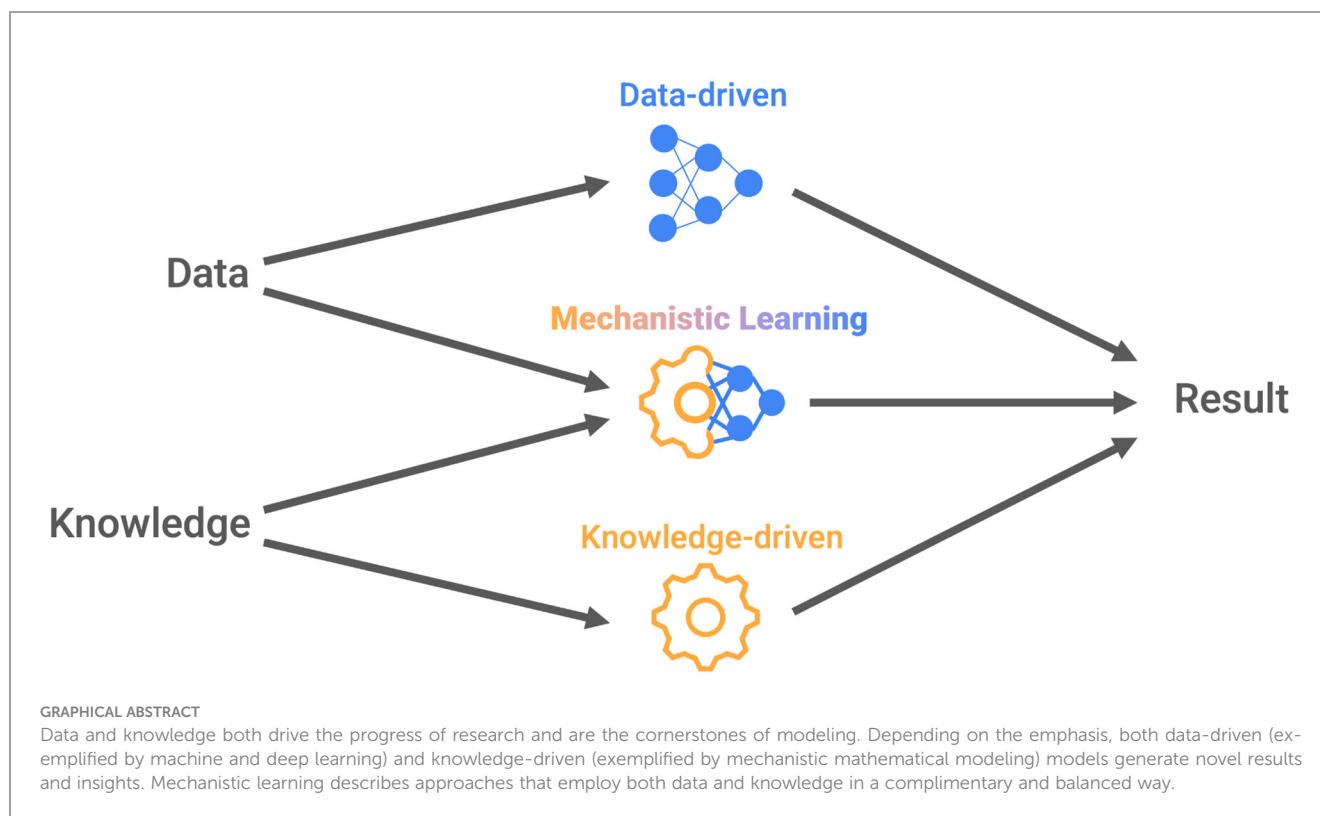 Data-driven
Data
Mechanistic Learning
Result
Knowledge
Knowledge-driven
GRAPHICAL ABSTRACT
Data and knowledge both drive the progress of research and are the cornerstones of modeling. Depending on the emphasis, both data-driven (ex-
emplified by machine and deep learning) and knowledge-driven (exemplified by mechanistic mathematical modeling) models generate novel results
and insights. Mechanistic learning describes approaches that employ both data and knowledge in a complimentary and balanced way.